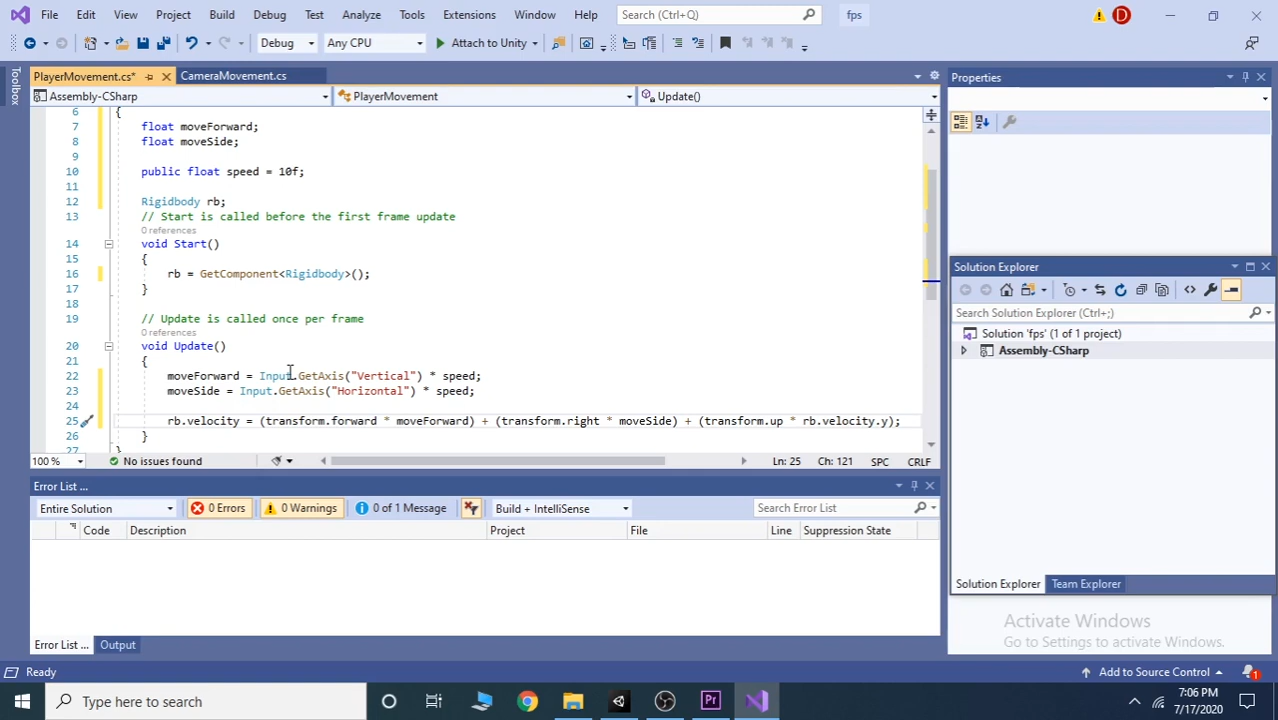 File Edit View Project Build Debug Test Analyze Tools Extensions Window Help Search (Ctrl+Q) fps D
Debug Any CPU Attach to Unity
Toolbox
PlayerMovement.cs* CameraMovement.cs Properties
Assembly-CSharp PlayerMovement Update()
6 {
7 float moveForward;
8 float moveSide;
9
10 public float speed = 10f;
11
12 Rigidbody rb;
13 // Start is called before the first frame update
0 references
14 void Start()
15 {
16 rb = GetComponent<Rigidbody>();
17 }
18
19 // Update is called once per frame
0 references
20 void Update()
21 {
22 moveForward = Input.GetAxis("Vertical") * speed;
23 moveSide = Input.GetAxis("Horizontal") * speed;
24
25 rb.velocity = (transform.forward * moveForward) + (transform.right * moveSide) + (transform.up * rb.velocity.y);
26 }
27 }
100 % No issues found Ln: 25 Ch: 121 SPC CRLF
Error List ...
Entire Solution 0 Errors 0 Warnings 0 of 1 Message Build + IntelliSense Search Error List
Code Description Project File Line Suppression State
Error List ... Output
Solution Explorer
Search Solution Explorer (Ctrl+;)
Solution 'fps' (1 of 1 project)
Assembly-CSharp
Solution Explorer Team Explorer
Activate Windows
Go to Settings to activate Windows.
Ready Add to Source Control 1
Type here to search Pr 7:06 PM
7/17/2020